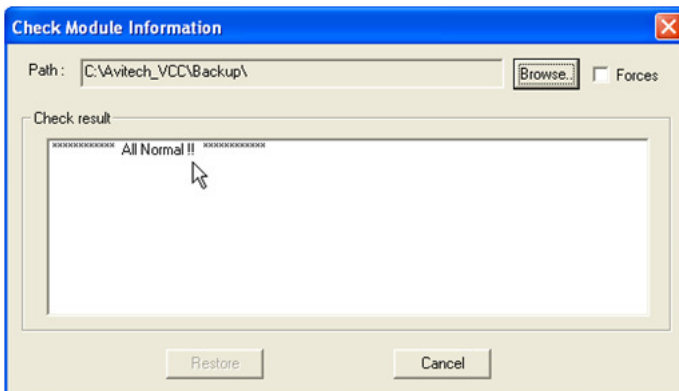 Check Module Information
Path : C:\Avitech_VCC\Backup\ Browse.. Forces
Check result
************ All Normal !! ************
Restore Cancel